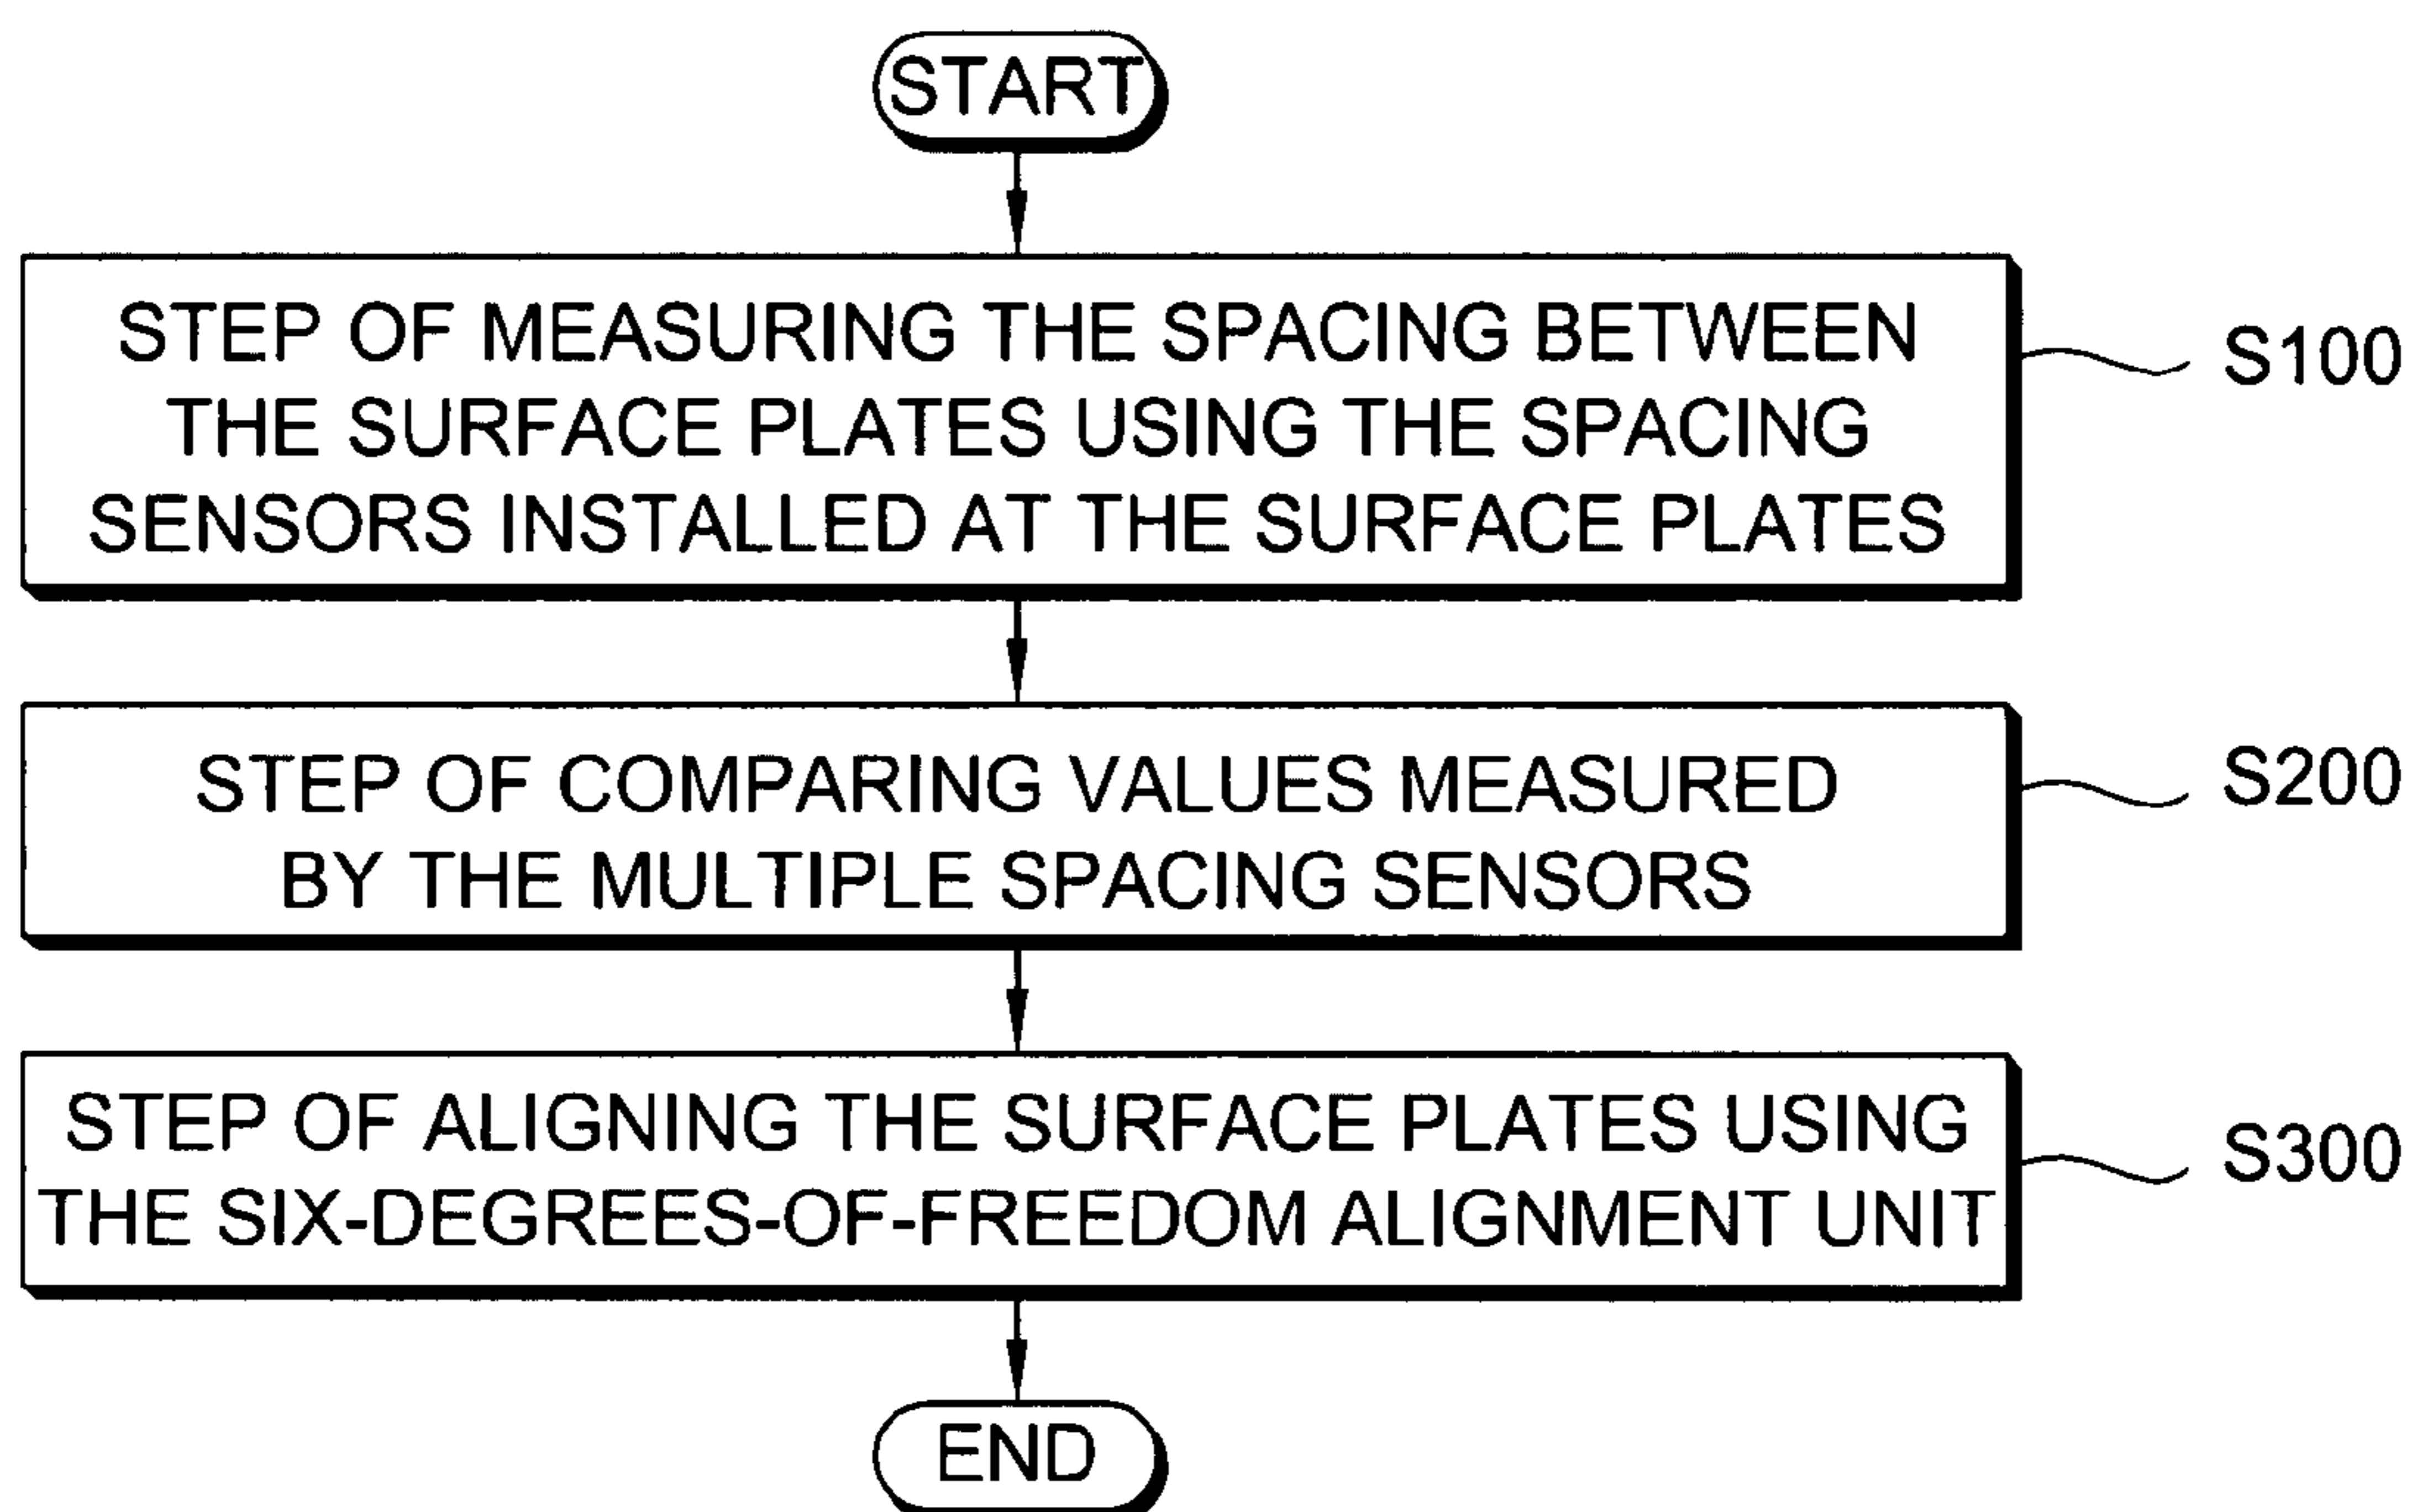 START
STEP OF MEASURING THE SPACING BETWEEN
THE SURFACE PLATES USING THE SPACING
SENSORS INSTALLED AT THE SURFACE PLATES
S100
STEP OF COMPARING VALUES MEASURED
BY THE MULTIPLE SPACING SENSORS
S200
STEP OF ALIGNING THE SURFACE PLATES USING
THE SIX-DEGREES-OF-FREEDOM ALIGNMENT UNIT
S300
END